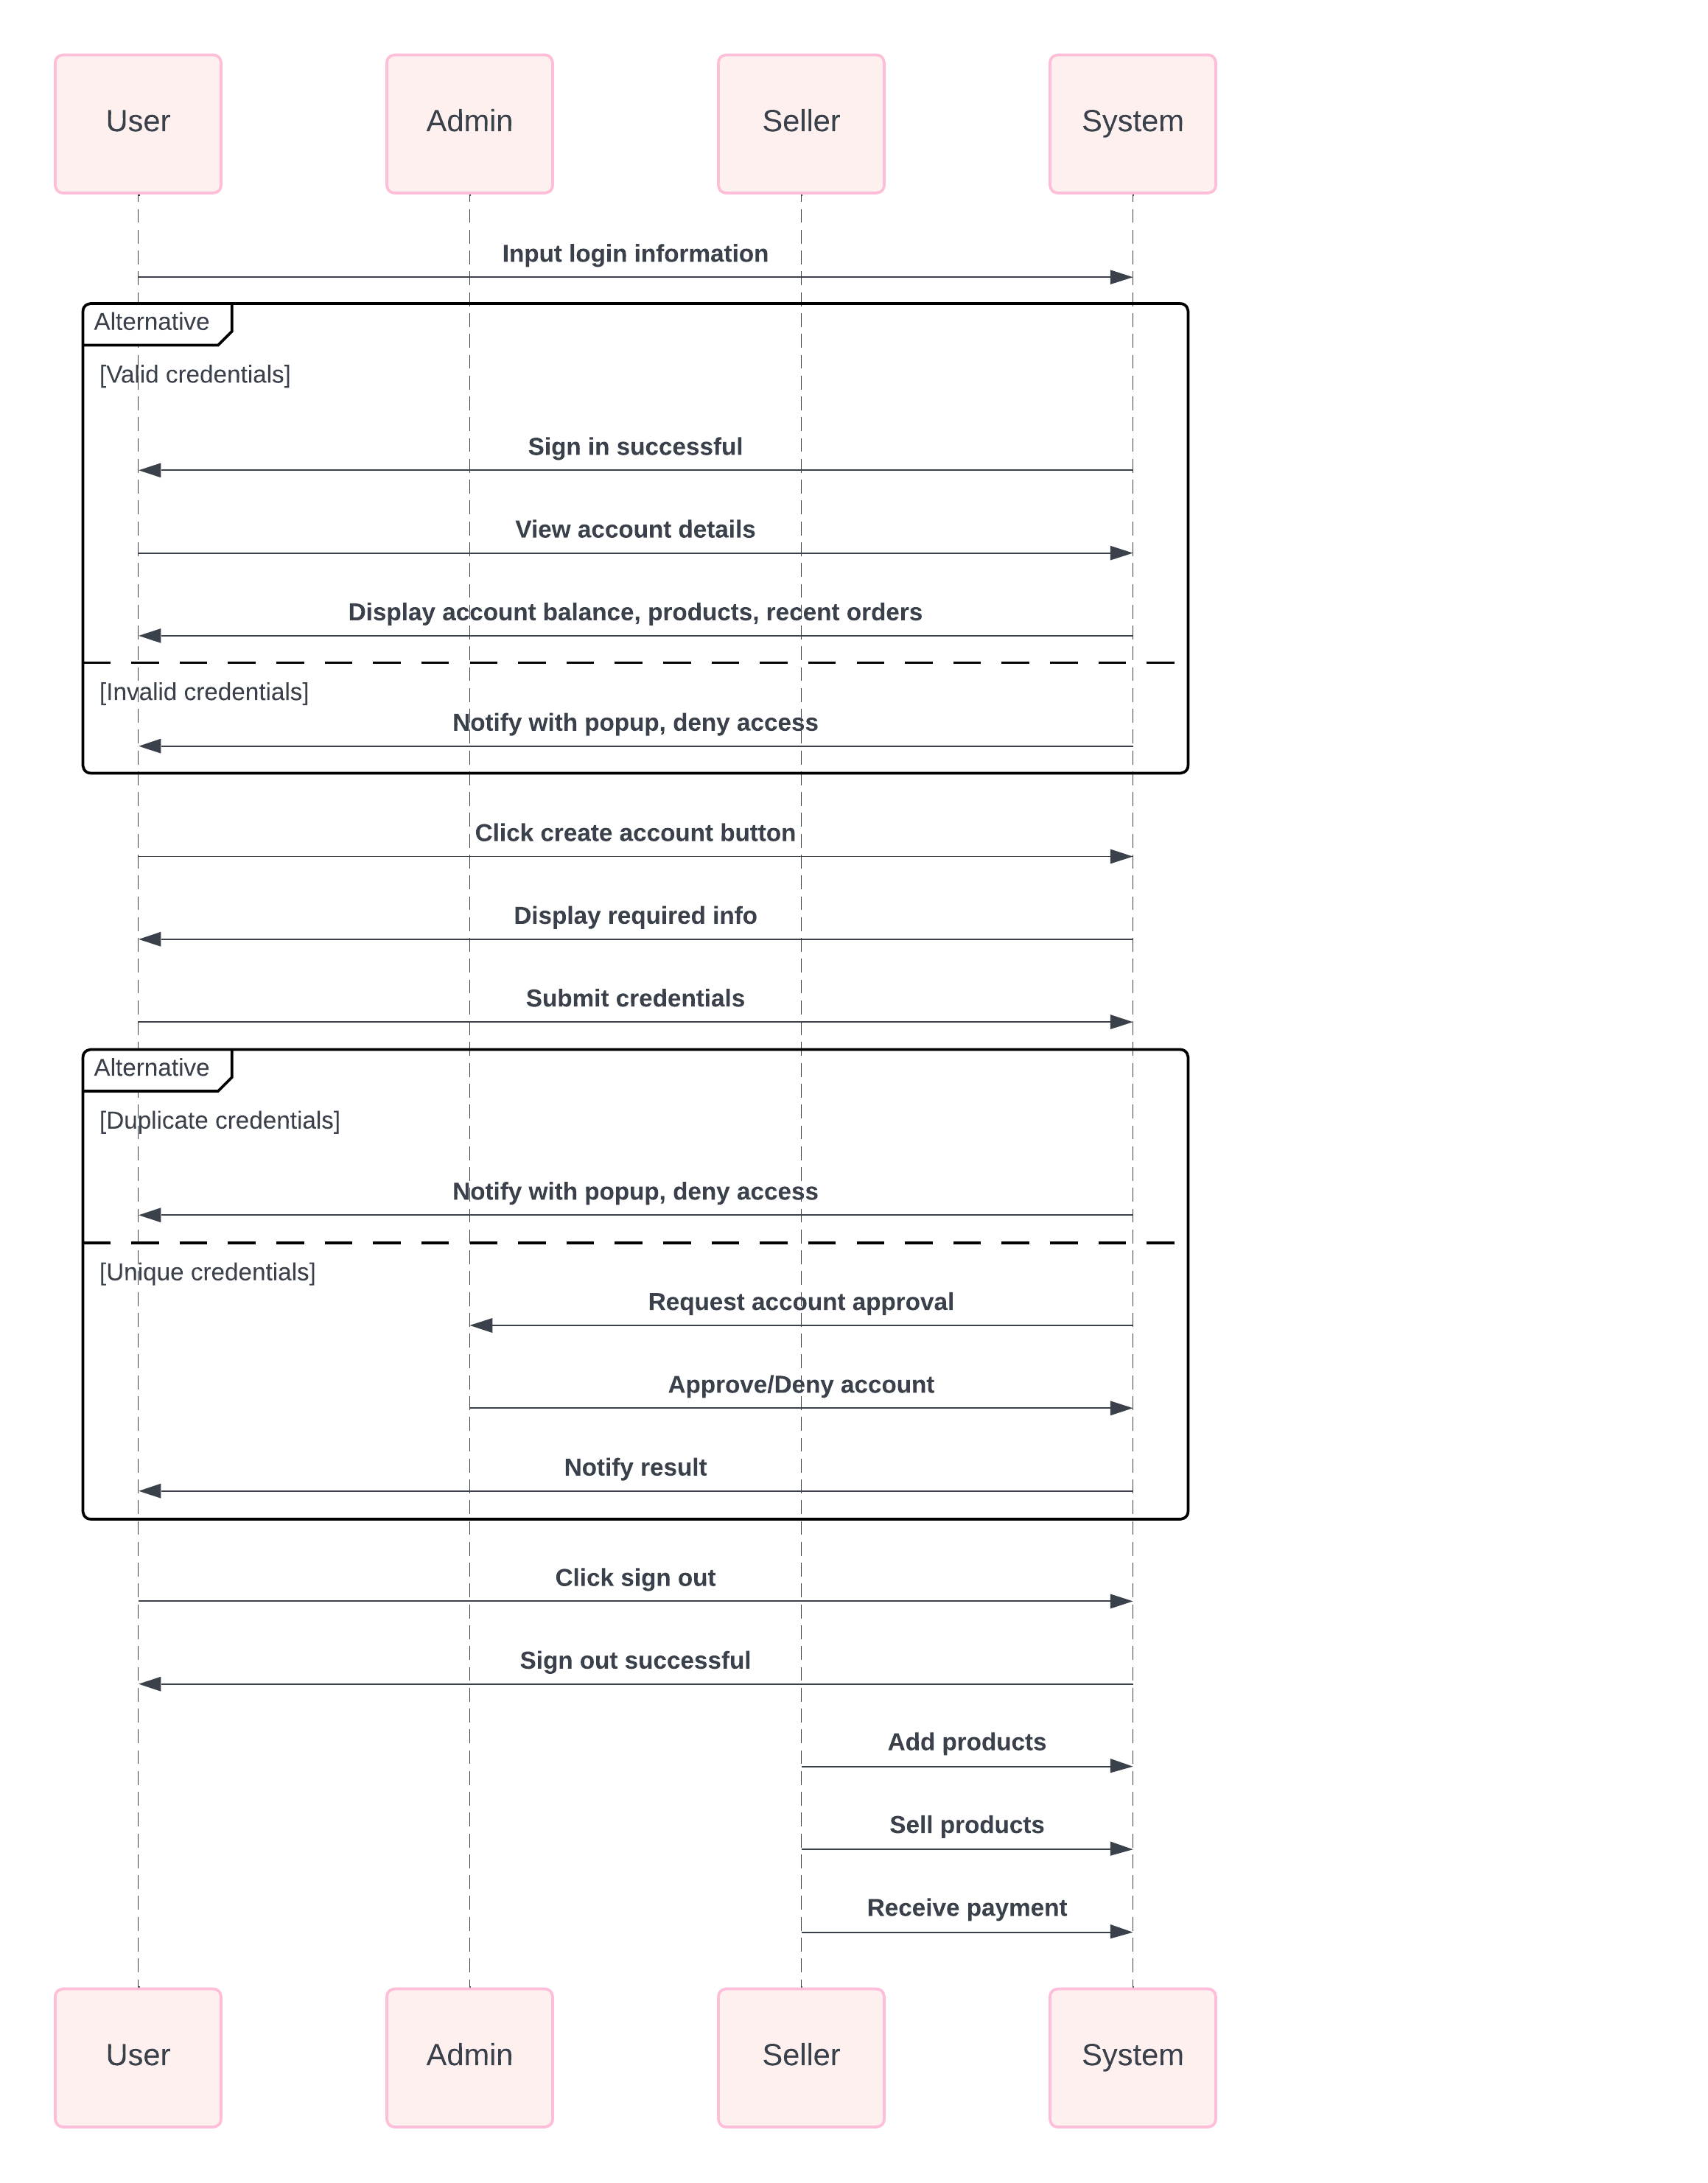 User
Admin
Seller
System
Input login information
Alternative
[Valid credentials]
Sign in successful
View account details
Display account balance, products, recent orders
[Invalid credentials]
Notify with popup, deny access
Click create account button
Display required info
Submit credentials
Alternative
[Duplicate credentials]
Notify with popup, deny access
[Unique credentials]
Request account approval
Approve/Deny account
Notify result
Click sign out
Sign out successful
Add products
Sell products
Receive payment
User
Admin
Seller
System